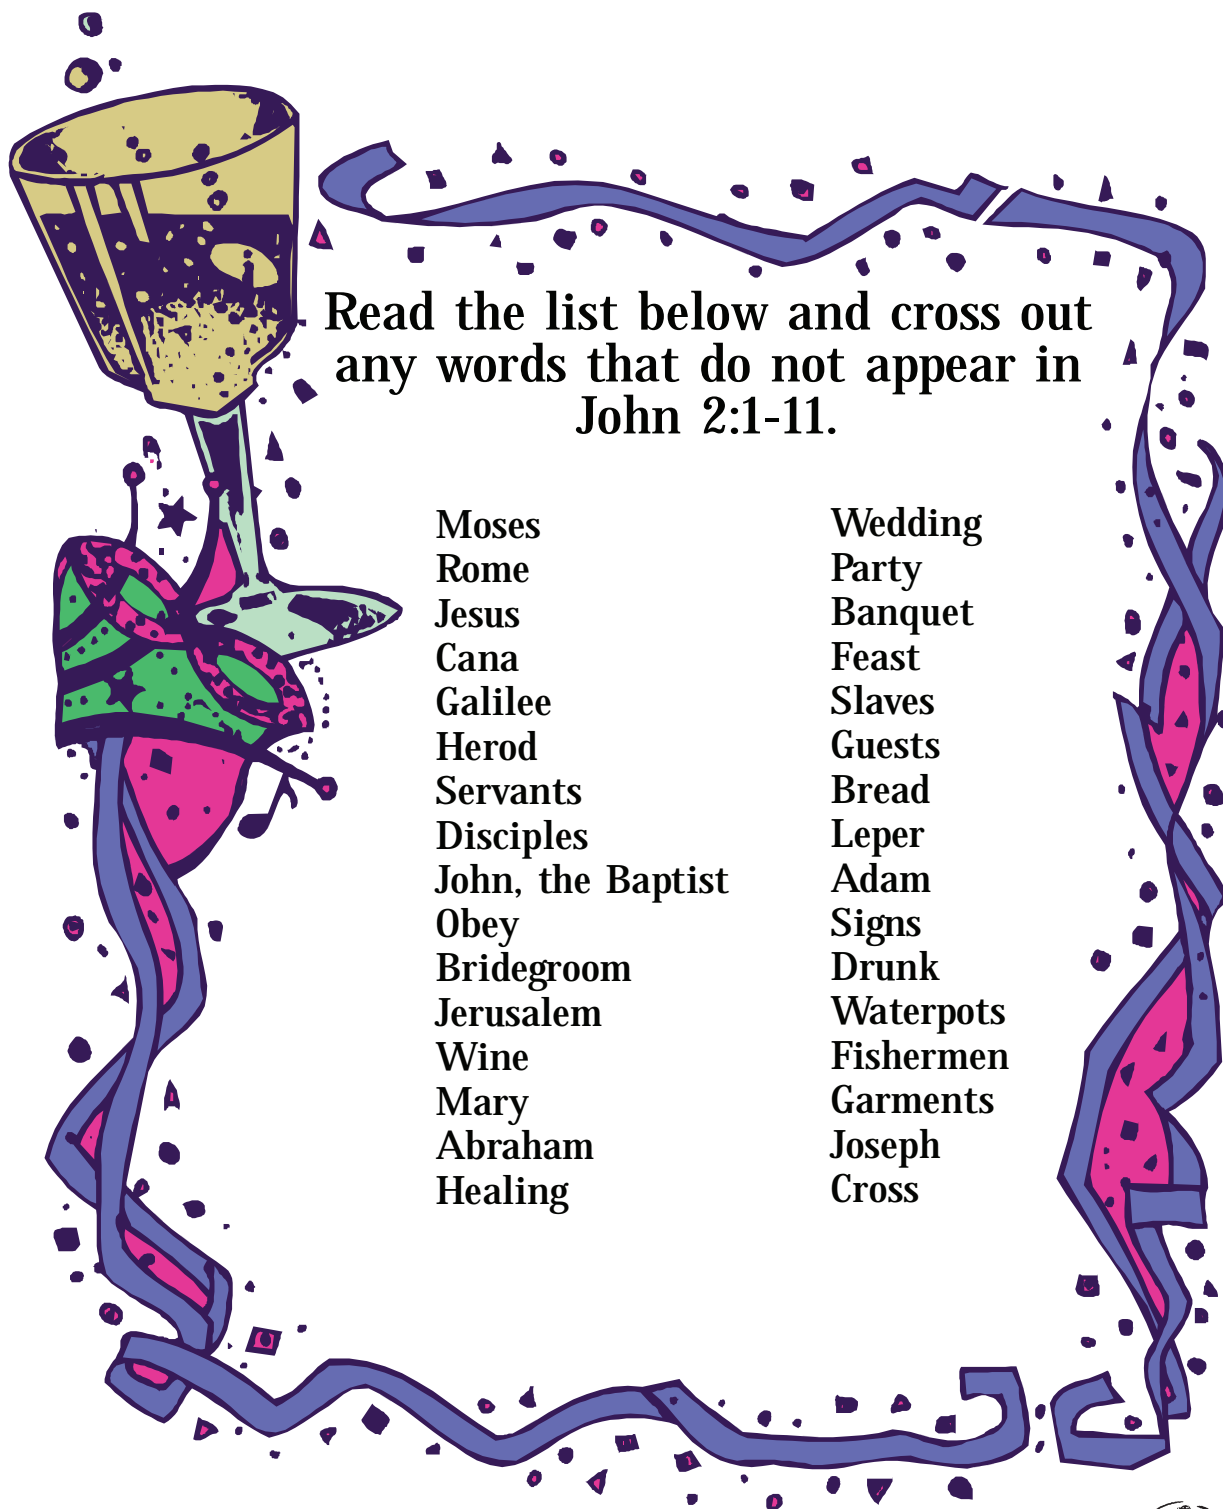 Read the list below and cross out
any words that do not appear in
John 2:1-11.
Moses
Rome
Jesus
Cana
Galilee
Herod
Servants
Disciples
John, the Baptist
Obey
Bridegroom
Jerusalem
Wine
Mary
Abraham
Healing
Wedding
Party
Banquet
Feast
Slaves
Guests
Bread
Leper
Adam
Signs
Drunk
Waterpots
Fishermen
Garments
Joseph
Cross